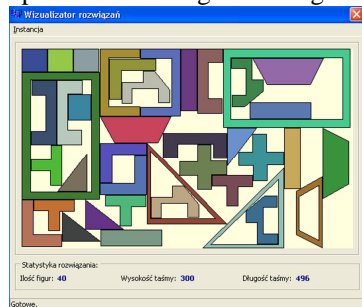 Wizualizator rozwiązań
Instancja
Statystyka rozwiązania:
Ilość figur: 40 Wysokość taśmy: 300 Długość taśmy: 496
Gotowe.